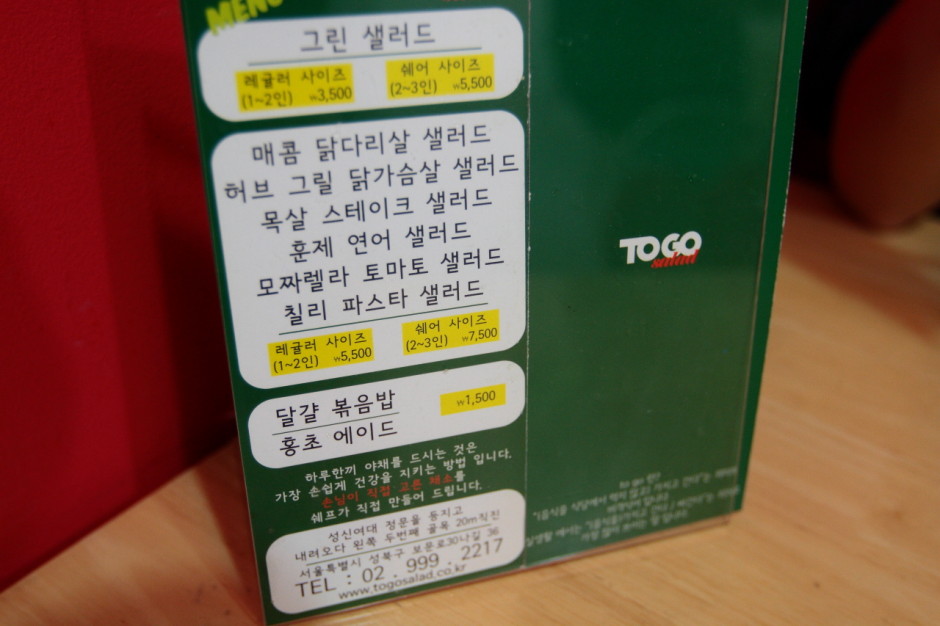 MENU
그린 샐러드
레귤러 사이즈
(1~2인) ₩3,500
쉐어 사이즈
(2~3인) ₩5,500
매콤 닭다리살 샐러드
허브 그릴 닭가슴살 샐러드
목살 스테이크 샐러드
훈제 연어 샐러드
모짜렐라 토마토 샐러드
칠리 파스타 샐러드
레귤러 사이즈
(1~2인) ₩5,500
쉐어 사이즈
(2~3인) ₩7,500
달걀 볶음밥
₩1,500
홍초 에이드
하루한끼 야채를 드시는 것은
가장 손쉽게 건강을 지키는 방법 입니다.
손님이 직접 고른 채소를
쉐프가 직접 만들어 드립니다.
성신여대 정문을 등지고
내려오다 왼쪽 두번째 골목 20m직진
서울특별시 성북구 보문로30나길 36
TEL : 02 . 999 . 2217
www.togosalad.co.kr
TOGO
salad